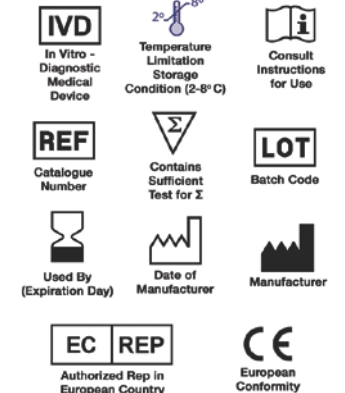 IVD
In Vitro -
Diagnostic
Medical
Device
2° 8°
Temperature
Limitation
Storage
Condition (2-8° C)
i
Consult
Instructions
for Use
REF
Catalogue
Number
Σ
Contains
Sufficient
Test for Σ
LOT
Batch Code
Used By
(Expiration Day)
Date of
Manufacturer
Manufacturer
EC REP
Authorized Rep in
European Country
CE
European
Conformity